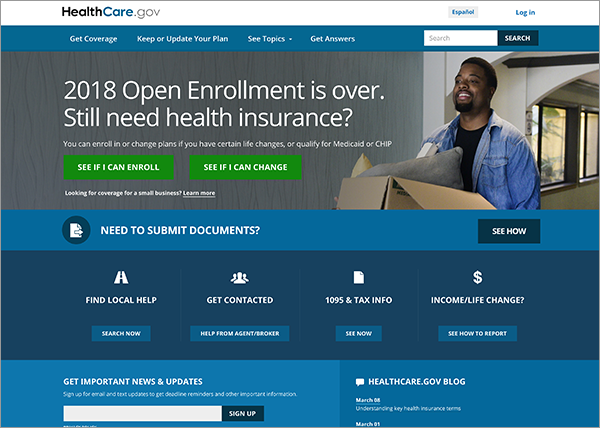 HealthCare.gov
Español
Log in
Get Coverage
Keep or Update Your Plan
See Topics
Get Answers
Search
SEARCH
2018 Open Enrollment is over.
Still need health insurance?
You can enroll in or change plans if you have certain life changes, or qualify for Medicaid or CHIP
SEE IF I CAN ENROLL
SEE IF I CAN CHANGE
Looking for coverage for a small business? Learn more
NEED TO SUBMIT DOCUMENTS?
SEE HOW
FIND LOCAL HELP
GET CONTACTED
1095 & TAX INFO
INCOME/LIFE CHANGE?
SEARCH NOW
HELP FROM AGENT/BROKER
SEE NOW
SEE HOW TO REPORT
GET IMPORTANT NEWS & UPDATES
Sign up for email and text updates to get deadline reminders and other important information.
SIGN UP
HEALTHCARE.GOV BLOG
March 08
Understanding key health insurance terms
March 01